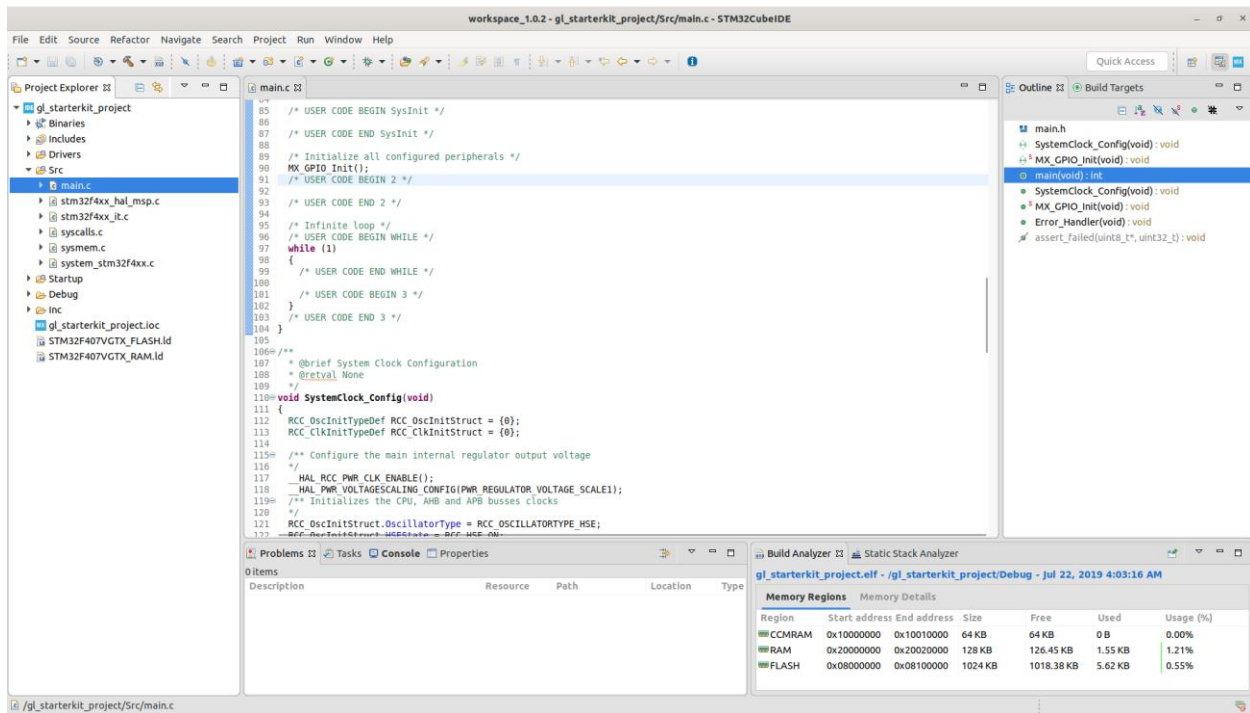 workspace_1.0.2 - gl_starterkit_project/Src/main.c - STM32CubeIDE
File Edit Source Refactor Navigate Search Project Run Window Help
Quick Access
Project Explorer
gl_starterkit_project
Binaries
Includes
Drivers
Src
main.c
stm32f4xx_hal_msp.c
stm32f4xx_it.c
syscalls.c
sysmem.c
system_stm32f4xx.c
Startup
Debug
Inc
gl_starterkit_project.ioc
STM32F407VGTX_FLASH.ld
STM32F407VGTX_RAM.ld
main.c
84
85 /* USER CODE BEGIN SysInit */
86
87 /* USER CODE END SysInit */
88
89 /* Initialize all configured peripherals */
90 MX_GPIO_Init();
91 /* USER CODE BEGIN 2 */
92
93 /* USER CODE END 2 */
94
95 /* Infinite loop */
96 /* USER CODE BEGIN WHILE */
97 while (1)
98 {
99 /* USER CODE END WHILE */
100
101 /* USER CODE BEGIN 3 */
102 }
103 /* USER CODE END 3 */
104 }
105
106 /**
107 * @brief System Clock Configuration
108 * @retval None
109 */
110 void SystemClock_Config(void)
111 {
112 RCC_OscInitTypeDef RCC_OscInitStruct = {0};
113 RCC_ClkInitTypeDef RCC_ClkInitStruct = {0};
114
115 /** Configure the main internal regulator output voltage
116 */
117 __HAL_RCC_PWR_CLK_ENABLE();
118 __HAL_PWR_VOLTAGESCALING_CONFIG(PWR_REGULATOR_VOLTAGE_SCALE1);
119 /** Initializes the CPU, AHB and APB busses clocks
120 */
121 RCC_OscInitStruct.OscillatorType = RCC_OSCILLATORTYPE_HSE;
122 RCC_OscInitStruct.HSEState = RCC_HSE_ON;
Outline Build Targets
main.h
SystemClock_Config(void) : void
MX_GPIO_Init(void) : void
main(void) : int
SystemClock_Config(void) : void
MX_GPIO_Init(void) : void
Error_Handler(void) : void
assert_failed(uint8_t*, uint32_t) : void
Problems Tasks Console Properties
0 items
Description Resource Path Location Type
Build Analyzer Static Stack Analyzer
gl_starterkit_project.elf - /gl_starterkit_project/Debug - Jul 22, 2019 4:03:16 AM
Memory Regions Memory Details
Region Start address End address Size Free Used Usage (%)
CCMRAM 0x10000000 0x10010000 64 KB 64 KB 0 B 0.00%
RAM 0x20000000 0x20020000 128 KB 126.45 KB 1.55 KB 1.21%
FLASH 0x08000000 0x08100000 1024 KB 1018.38 KB 5.62 KB 0.55%
/gl_starterkit_project/Src/main.c